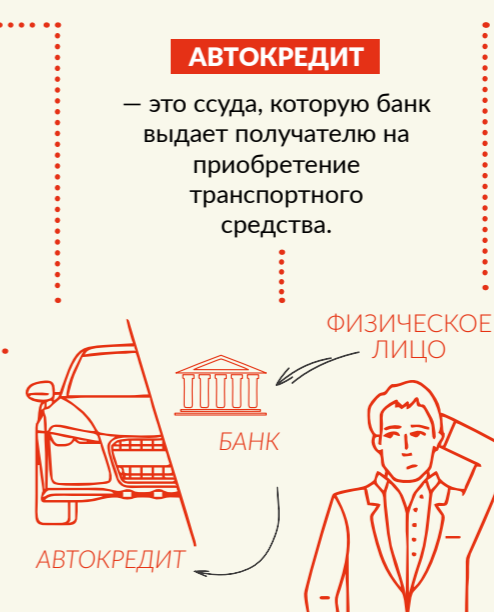 АВТОКРЕДИТ
— это ссуда, которую банк
выдает получателю на
приобретение
транспортного
средства.
ФИЗИЧЕСКОЕ
ЛИЦО
БАНК
АВТОКРЕДИТ